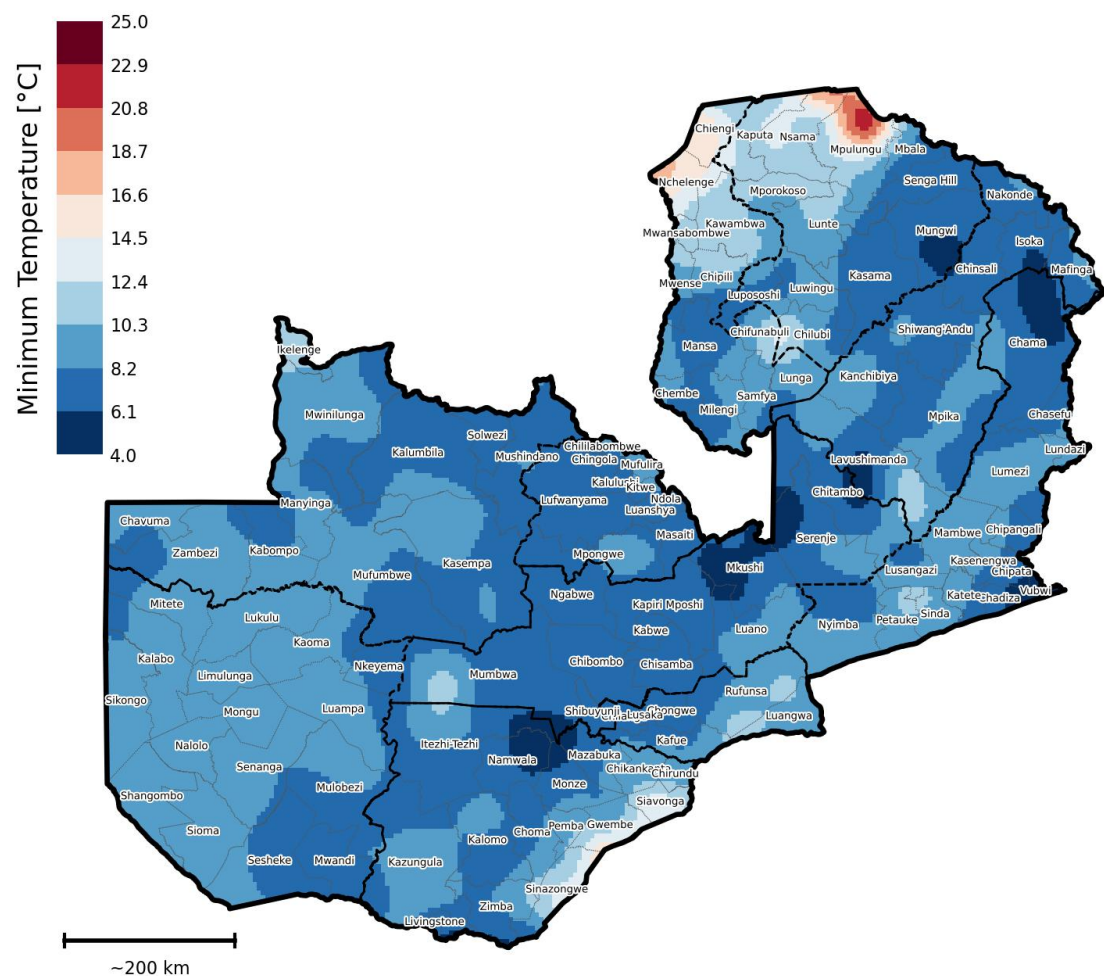 Minimum Temperature [°C]
25.0
22.9
20.8
18.7
16.6
14.5
12.4
10.3
8.2
6.1
4.0
Chiengi
Kaputa
Nsama
Mpulungu
Mbala
Nchelenge
Mporokoso
Senga Hill
Nakonde
Mwansabombwe
Kawambwa
Lunte
Mungwi
Isoka
Mwense
Chipili
Lupososhi
Luwingu
Kasama
Chinsali
Mafinga
Mansa
Chifunabuli
Chilubi
Shiwang'Andu
Chama
Ikelenge
Chembe
Milengi
Samfya
Lunga
Kanchibiya
Mpika
Chasefu
Mwinilunga
Kalumbila
Solwezi
Mushindano
Chililabombwe
Chingola
Mufulira
Kalulushi
Kitwe
Lufwanyama
Ndola
Luanshya
Lavushimanda
Chitambo
Lumezi
Lundazi
Manyinga
Chavuma
Zambezi
Kabompo
Mufumbwe
Kasempa
Mpongwe
Masaiti
Mkushi
Serenje
Mambwe
Chipangali
Lusangazi
Kasenengwa
Chipata
Vubwi
Katete
Sinda
Petauke
Nyimba
Mitete
Lukulu
Kaoma
Nkeyema
Ngabwe
Kapiri Mposhi
Kabwe
Luano
Kalabo
Limulunga
Mumbwa
Chibombo
Chisamba
Sikongo
Mongu
Luampa
Shibuyunji
Lusaka
Chongwe
Rufunsa
Luangwa
Nalolo
Senanga
Itezhi-Tezhi
Namwala
Mazabuka
Kafue
Chikankanta
Chirundu
Shangombo
Mulobezi
Monze
Siavonga
Sioma
Kalomo
Choma
Pemba
Gwembe
Sesheke
Mwandi
Kazungula
Sinazongwe
Zimba
Livingstone
~200 km